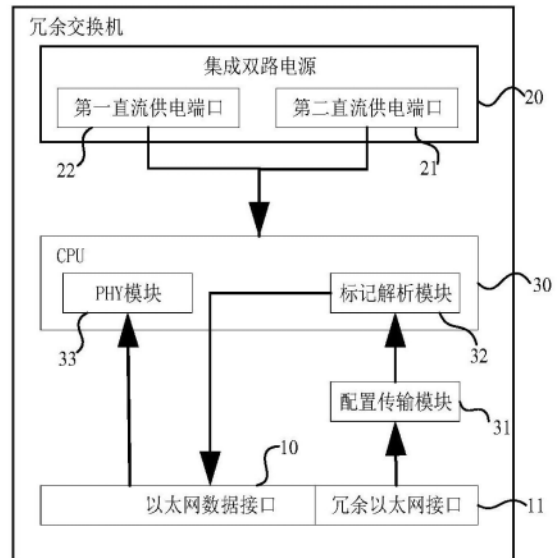 冗余交换机
集成双路电源
第一直流供电端口
第二直流供电端口
20
22
21
CPU
PHY模块
标记解析模块
30
33
32
配置传输模块
31
10
以太网数据接口
冗余以太网接口
11